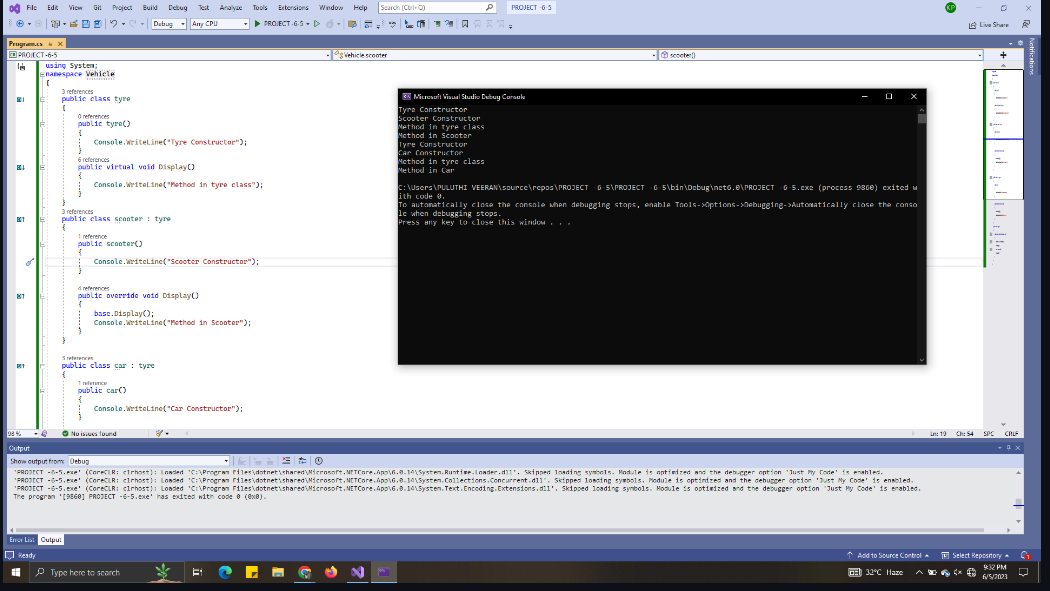 File Edit View Git Project Build Debug Test Analyze Tools Extensions Window Help Search (Ctrl+Q) PROJECT -6-5 KP
Debug Any CPU PROJECT -6-5 Live Share
Program.cs
PROJECT -6-5 Vehicle.scooter scooter()
Notifications
using System;
namespace Vehicle
{
3 references
public class tyre
{
0 references
public tyre()
{
Console.WriteLine("Tyre Constructor");
}
6 references
public virtual void Display()
{
Console.WriteLine("Method in tyre class");
}
}
3 references
public class scooter : tyre
{
1 reference
public scooter()
{
Console.WriteLine("Scooter Constructor");
}
4 references
public override void Display()
{
base.Display();
Console.WriteLine("Method in Scooter");
}
}
3 references
public class car : tyre
{
1 reference
public car()
{
Console.WriteLine("Car Constructor");
}
Microsoft Visual Studio Debug Console
Tyre Constructor
Scooter Constructor
Method in tyre class
Method in Scooter
Tyre Constructor
Car Constructor
Method in tyre class
Method in Car
C:\Users\PULUTHI VEERAN\source\repos\PROJECT -6-5\PROJECT -6-5\bin\Debug\net6.0\PROJECT -6-5.exe (process 9860) exited w
ith code 0.
To automatically close the console when debugging stops, enable Tools->Options->Debugging->Automatically close the conso
le when debugging stops.
Press any key to close this window . . .
98 % No issues found Ln: 19 Ch: 54 SPC CRLF
Output
Show output from: Debug
'PROJECT -6-5.exe' (CoreCLR: clrhost): Loaded 'C:\Program Files\dotnet\shared\Microsoft.NETCore.App\6.0.14\System.Runtime.Loader.dll'. Skipped loading symbols. Module is optimized and the debugger option 'Just My Code' is enabled.
'PROJECT -6-5.exe' (CoreCLR: clrhost): Loaded 'C:\Program Files\dotnet\shared\Microsoft.NETCore.App\6.0.14\System.Collections.Concurrent.dll'. Skipped loading symbols. Module is optimized and the debugger option 'Just My Code' is enabled.
'PROJECT -6-5.exe' (CoreCLR: clrhost): Loaded 'C:\Program Files\dotnet\shared\Microsoft.NETCore.App\6.0.14\System.Text.Encoding.Extensions.dll'. Skipped loading symbols. Module is optimized and the debugger option 'Just My Code' is enabled.
The program '[9860] PROJECT -6-5.exe' has exited with code 0 (0x0).
Error List Output
Ready Add to Source Control Select Repository 1
Type here to search 33°C Haze 9:32 PM
6/5/2023